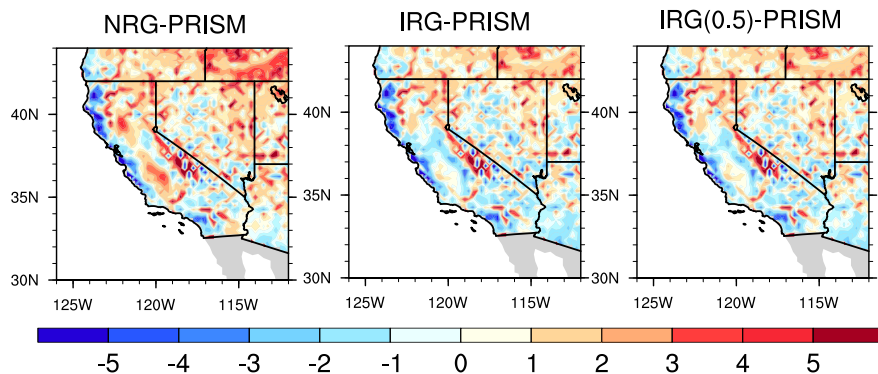 NRG-PRISM IRG-PRISM IRG(0.5)-PRISM
40N 40N 40N
35N 35N 35N
30N 30N 30N
125W 120W 115W 125W 120W 115W 125W 120W 115W
-5 -4 -3 -2 -1 0 1 2 3 4 5